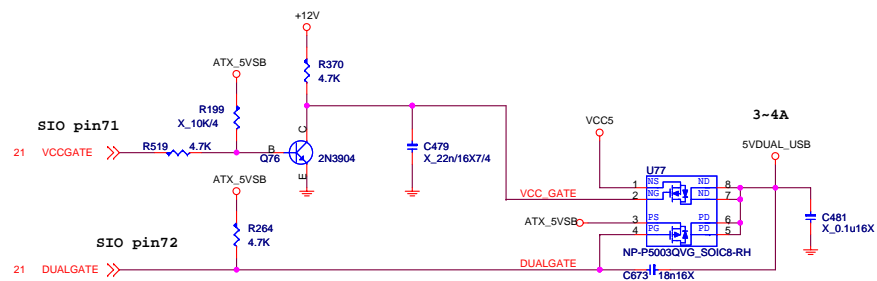 +12V
ATX_5VSB
R370
4.7K
R199
X_10K/4
3~4A
SIO pin71
VCC5
5VDUAL_USB
C
R519
4.7K
B
C479
X_22n/16X7/4
21 VCCGATE
Q76
2N3904
U77
E
ATX_5VSB
1
NS
ND
8
VCC_GATE
2
NG
ND
7
R264
4.7K
ATX_5VSB
3
PS
PD
6
C481
X_0.1u16X
4
PG
PD
5
SIO pin72
NP-P5003QVG_SOIC8-RH
21 DUALGATE
DUALGATE
C673
18n16X